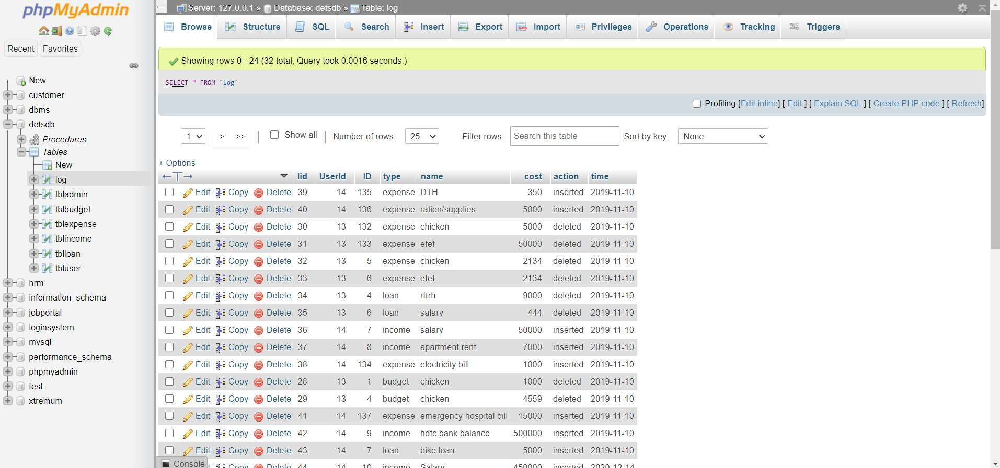 phpMyAdmin
Recent Favorites
New
customer
dbms
detsdb
Procedures
Tables
New
log
tbladmin
tblbudget
tblexpense
tblincome
tblloan
tbluser
hrm
information_schema
jobportal
loginsystem
mysql
performance_schema
phpmyadmin
test
xtremum
Server: 127.0.0.1 » Database: detsdb » Table: log
Browse Structure SQL Search Insert Export Import Privileges Operations Tracking Triggers
Showing rows 0 - 24 (32 total, Query took 0.0016 seconds.)
SELECT * FROM `log`
Profiling [Edit inline] [ Edit ] [ Explain SQL ] [ Create PHP code ] [ Refresh]
1 > >> | Show all | Number of rows: 25 Filter rows: Search this table Sort by key: None
+ Options
←T→ lid UserId ID type name cost action time
Edit Copy Delete 39 14 135 expense DTH 350 inserted 2019-11-10
Edit Copy Delete 40 14 136 expense ration/supplies 5000 inserted 2019-11-10
Edit Copy Delete 30 13 132 expense chicken 5000 deleted 2019-11-10
Edit Copy Delete 31 13 133 expense efef 50000 deleted 2019-11-10
Edit Copy Delete 32 13 5 expense chicken 2134 deleted 2019-11-10
Edit Copy Delete 33 13 6 expense efef 2134 deleted 2019-11-10
Edit Copy Delete 34 13 4 loan rttrh 9000 deleted 2019-11-10
Edit Copy Delete 35 13 6 loan salary 444 deleted 2019-11-10
Edit Copy Delete 36 14 7 income salary 50000 inserted 2019-11-10
Edit Copy Delete 37 14 8 income apartment rent 7000 inserted 2019-11-10
Edit Copy Delete 38 14 134 expense electricity bill 1000 inserted 2019-11-10
Edit Copy Delete 28 13 1 budget chicken 1000 deleted 2019-11-10
Edit Copy Delete 29 13 4 budget chicken 4559 deleted 2019-11-10
Edit Copy Delete 41 14 137 expense emergency hospital bill 15000 inserted 2019-11-10
Edit Copy Delete 42 14 9 income hdfc bank balance 500000 inserted 2019-11-10
Edit Copy Delete 43 14 7 loan bike loan 5000 inserted 2019-11-10
Console Copy Delete 44 14 10 income Salary 450000 inserted 2020-12-14